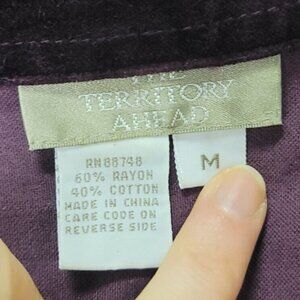 THE
TERRITORY
AHEAD
RN88748
60% RAYON
40% COTTON
MADE IN CHINA
CARE CODE ON
REVERSE SIDE
M